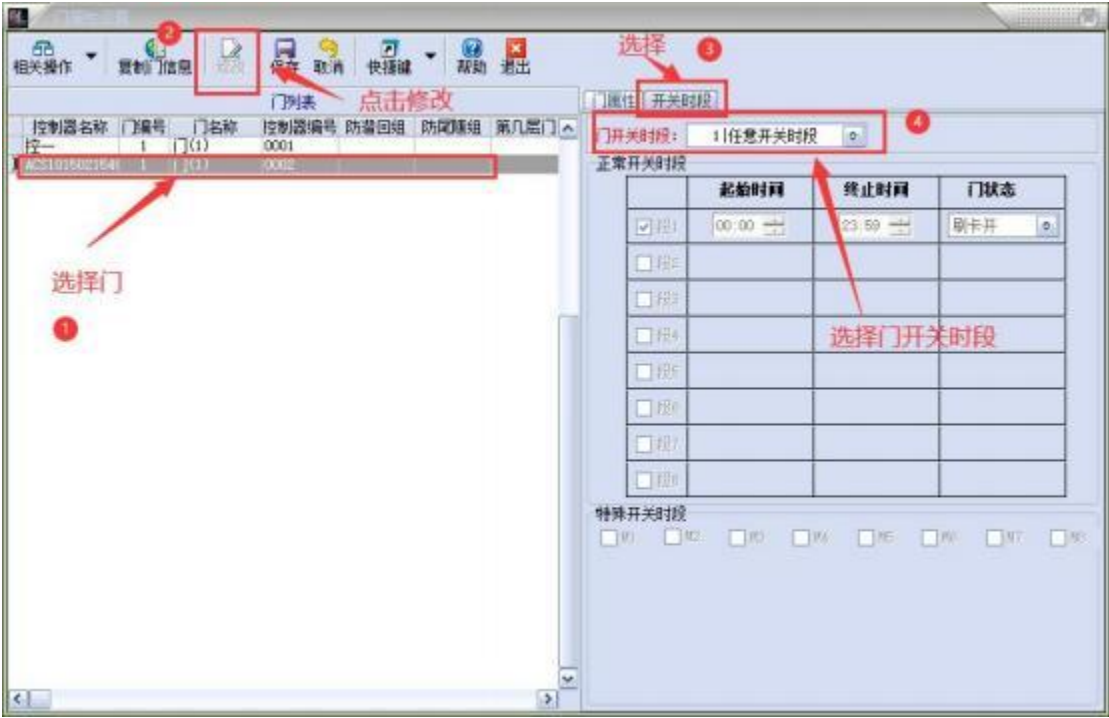 2
选择 3
相关操作 复制门信息 修改 保存 取消 快捷键 帮助 退出
门列表 点击修改
门属性 开关时段
控制器名称 门编号 门名称 控制器编号 防潜回组 防尾随组 第几层门
控一 1 门(1) 0001
门(1) 0002
门开关时段: 1|任意开关时段
4
正常开关时段
起始时间 终止时间 门状态
段1 00:00 23:59 刷卡开
段2
段3
段4
段5
段6
段7
段8
选择门
1
选择门开关时段
特殊开关时段